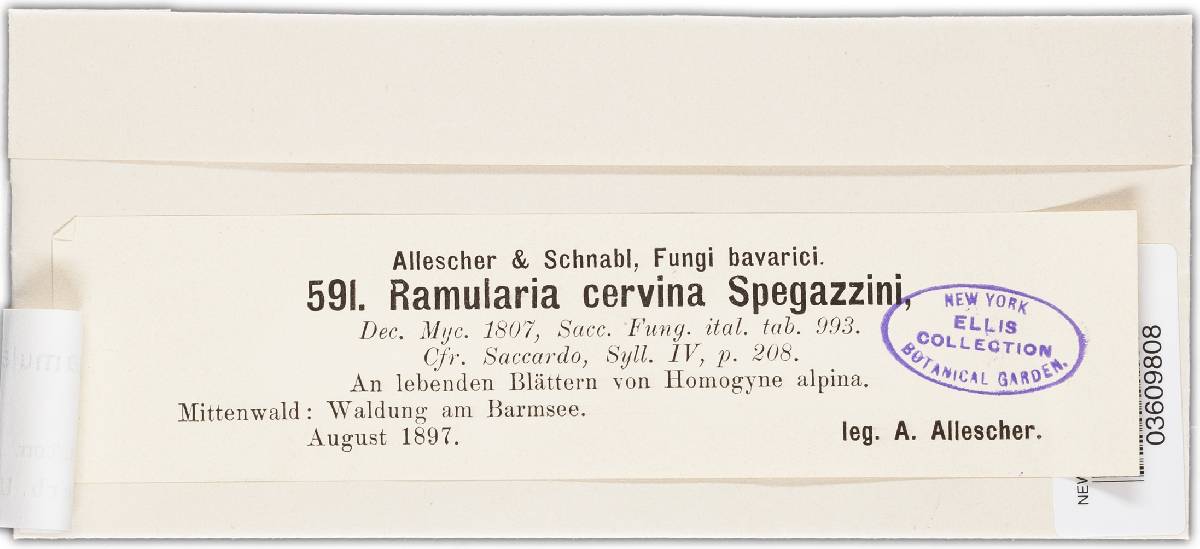 Allescher & Schnabl, Fungi bavarici.
591. Ramularia cervina Spegazzini,
Dec. Myc. 1807, Sacc. Fung. ital. tab. 993.
Cfr. Saccardo, Syll. IV, p. 208.
An lebenden Blättern von Homogyne alpina.
Mittenwald: Waldung am Barmsee.
August 1897.
leg. A. Allescher.
NEW YORK
ELLIS
COLLECTION
BOTANICAL GARDEN.
03609808
NEW